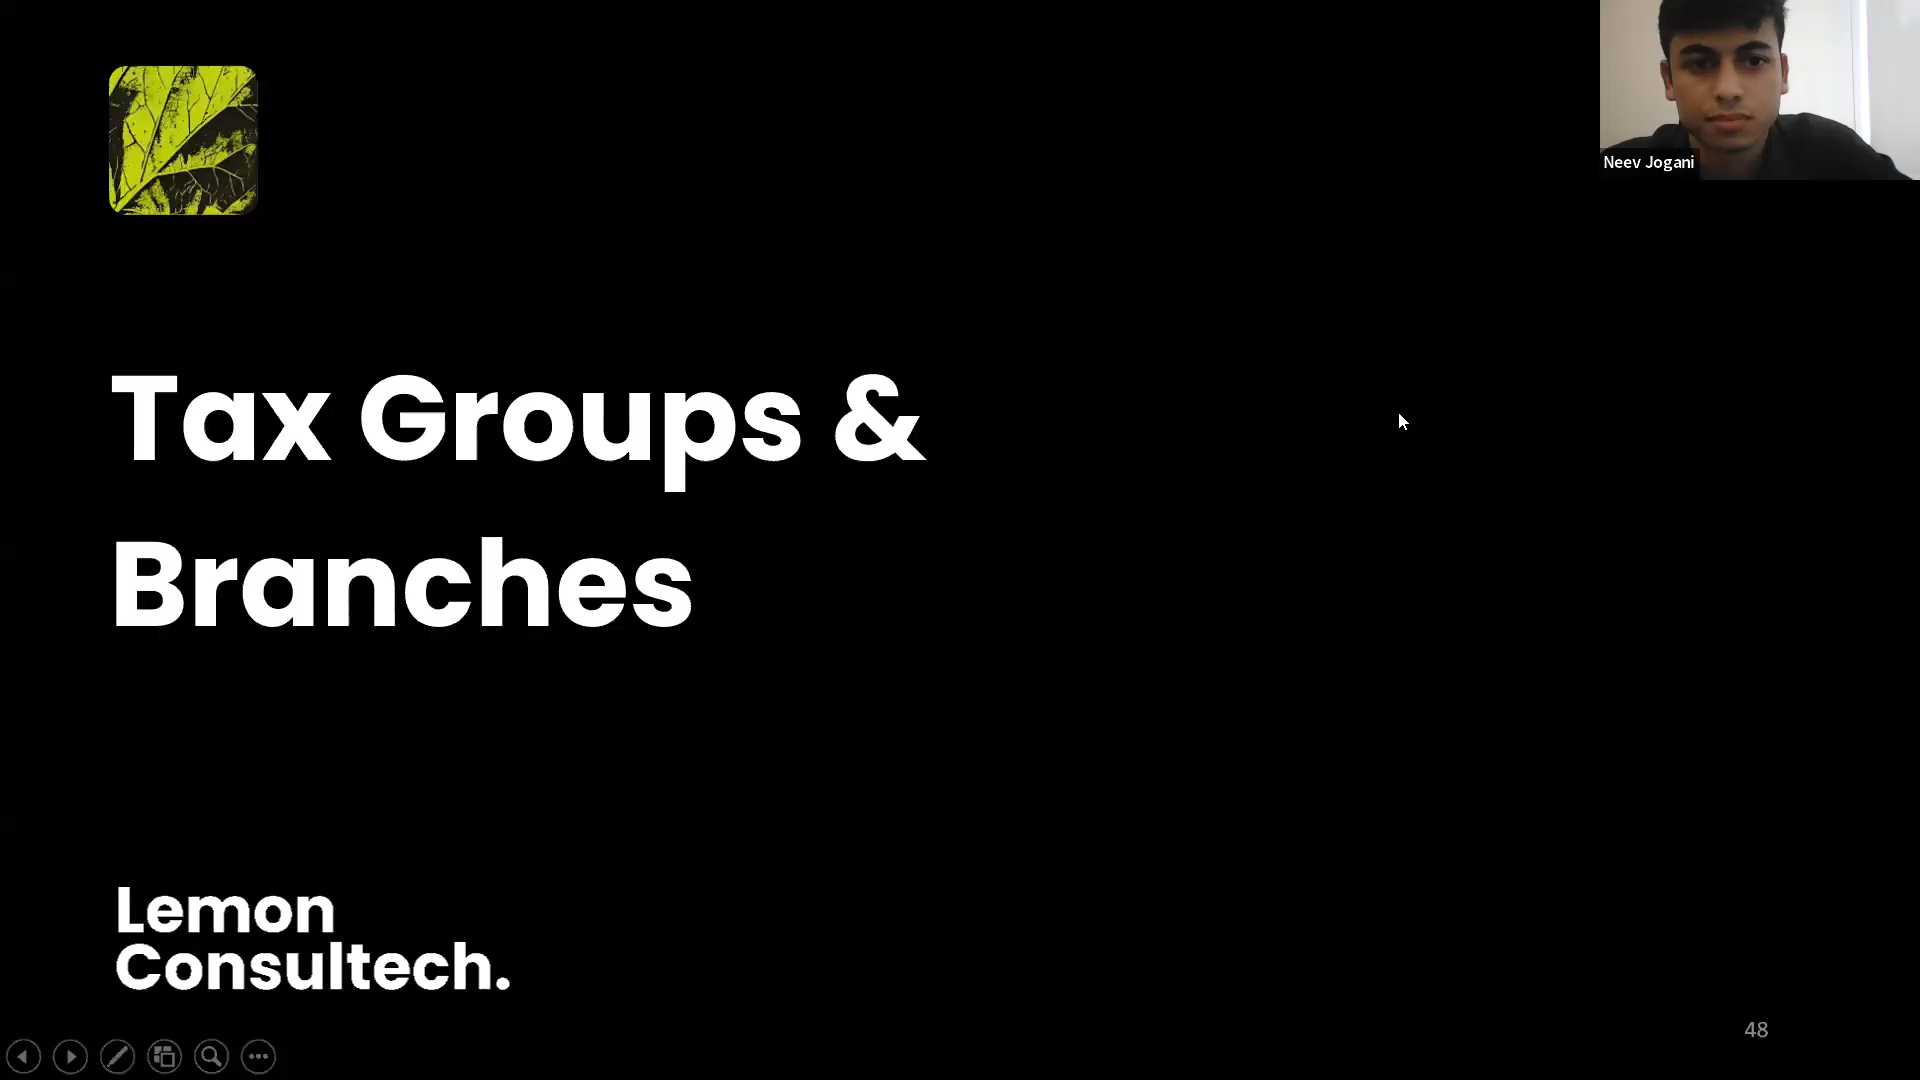 Neev Jogani
Tax Groups &
Branches
Lemon
Consultech.
48